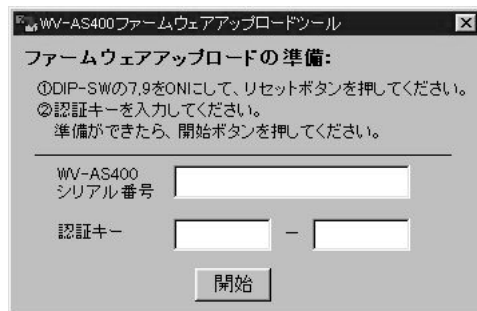 WV-AS400ファームウェアアップロードツール
ファームウェアアップロードの準備:
①DIP-SWの7,9をONにして、リセットボタンを押してください。
②認証キーを入力してください。
準備ができたら、開始ボタンを押してください。
WV-AS400
シリアル番号
認証キー －
開始